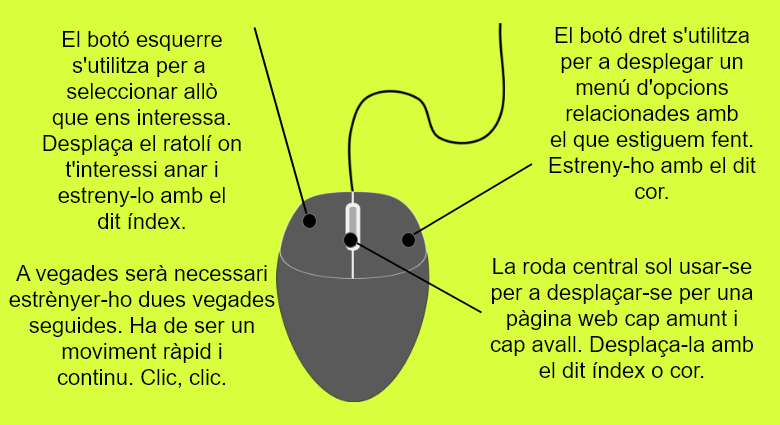 El botó esquerre
s'utilitza per a
seleccionar allò
que ens interessa.
Desplaça el ratolí on
t'interessi anar i
estreny-lo amb el
dit índex.
A vegades serà necessari
estrènyer-ho dues vegades
seguides. Ha de ser un
moviment ràpid i
continu. Clic, clic.
El botó dret s'utilitza
per a desplegar un
menú d'opcions
relacionades amb
el que estiguem fent.
Estreny-ho amb el dit
cor.
La roda central sol usar-se
per a desplaçar-se per una
pàgina web cap amunt i
cap avall. Desplaça-la amb
el dit índex o cor.